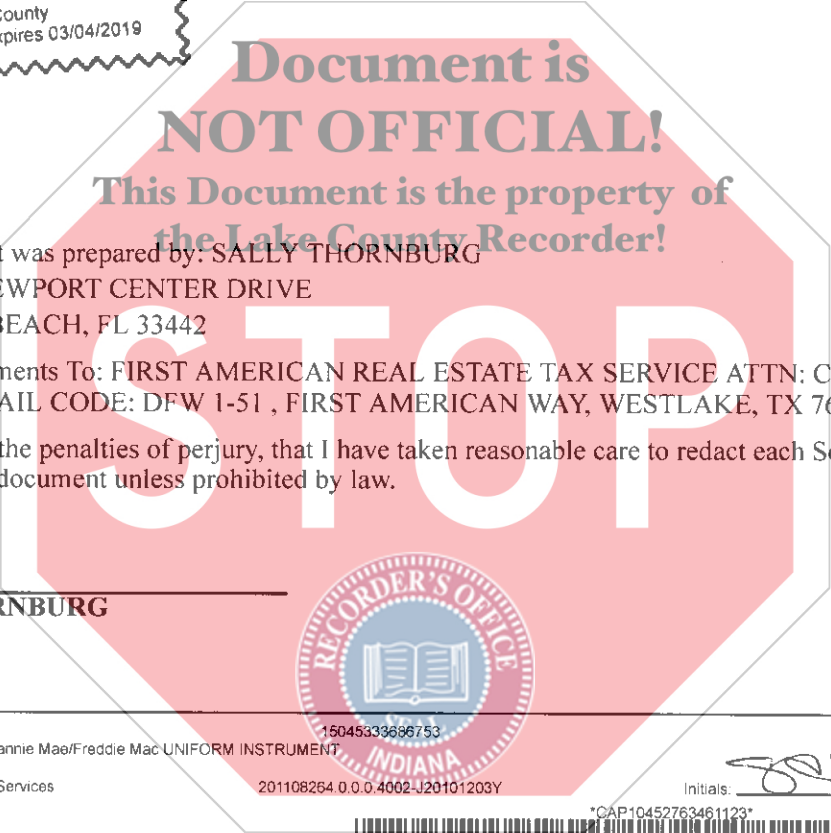 County
xpires 03/04/2019
Document is
NOT OFFICIAL!
This Document is the property of
the Lake County Recorder!
t was prepared by: SALLY THORNBURG
EWPORT CENTER DRIVE
BEACH, FL 33442
ments To: FIRST AMERICAN REAL ESTATE TAX SERVICE ATTN: C
AIL CODE: DFW 1-51 , FIRST AMERICAN WAY, WESTLAKE, TX 76
the penalties of perjury, that I have taken reasonable care to redact each So
document unless prohibited by law.
STOP
RNBURG
RECORDER'S OFFICE
SEAL
INDIANA
15045333686753
annie Mae/Freddie Mac UNIFORM INSTRUMENT
Services
201108264.0.0.0.4002-J20101203Y
Initials:
*CAP10452763461123*